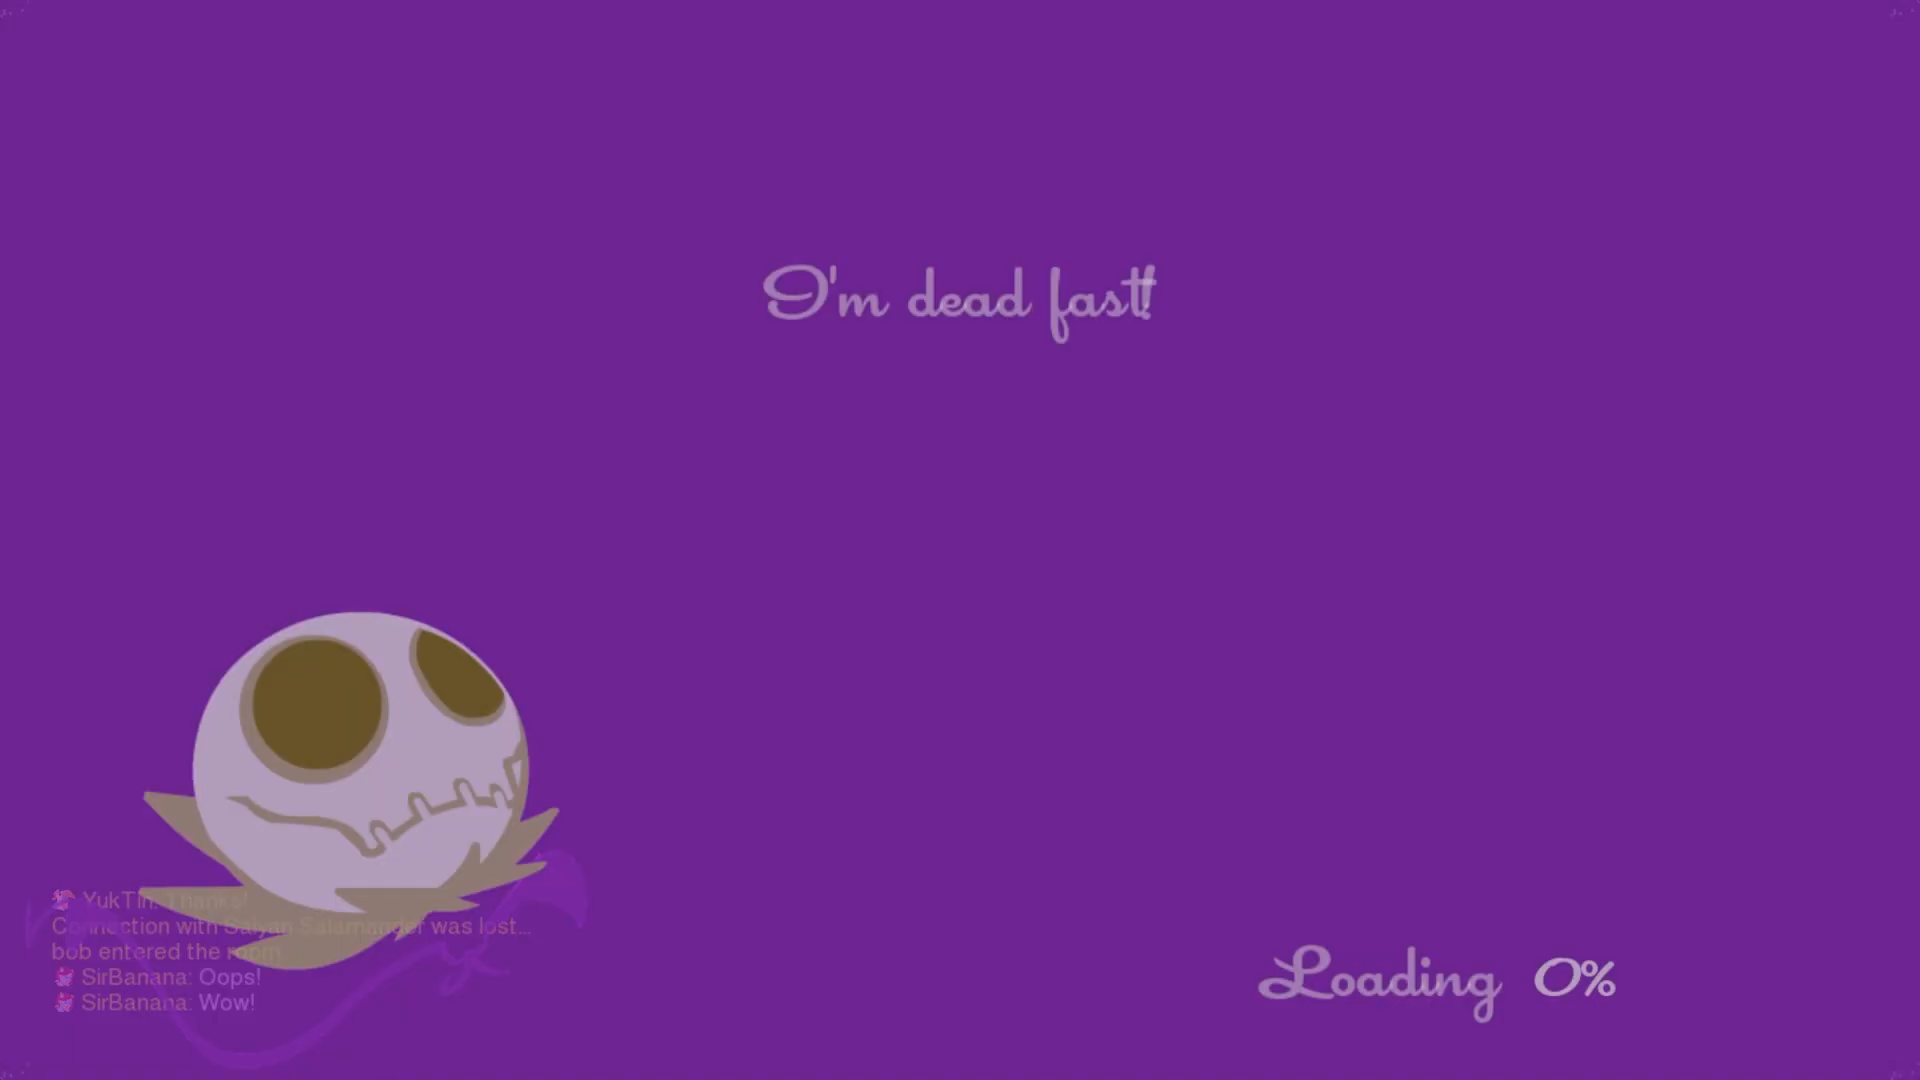 I'm dead fast!
YukTin: Thanks!
Connection with Saiyan Salamander was lost...
bob entered the room
SirBanana: Oops!
SirBanana: Wow!
Loading 0%